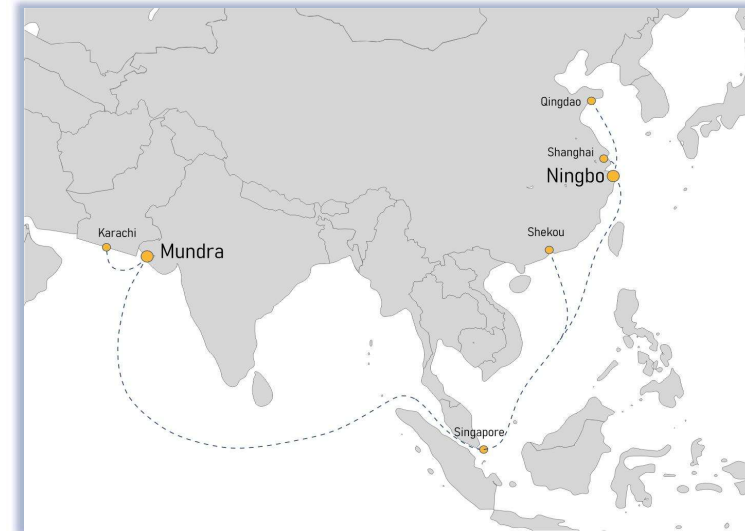 Qingdao
Shanghai
Ningbo
Karachi
Mundra
Shekou
Singapore